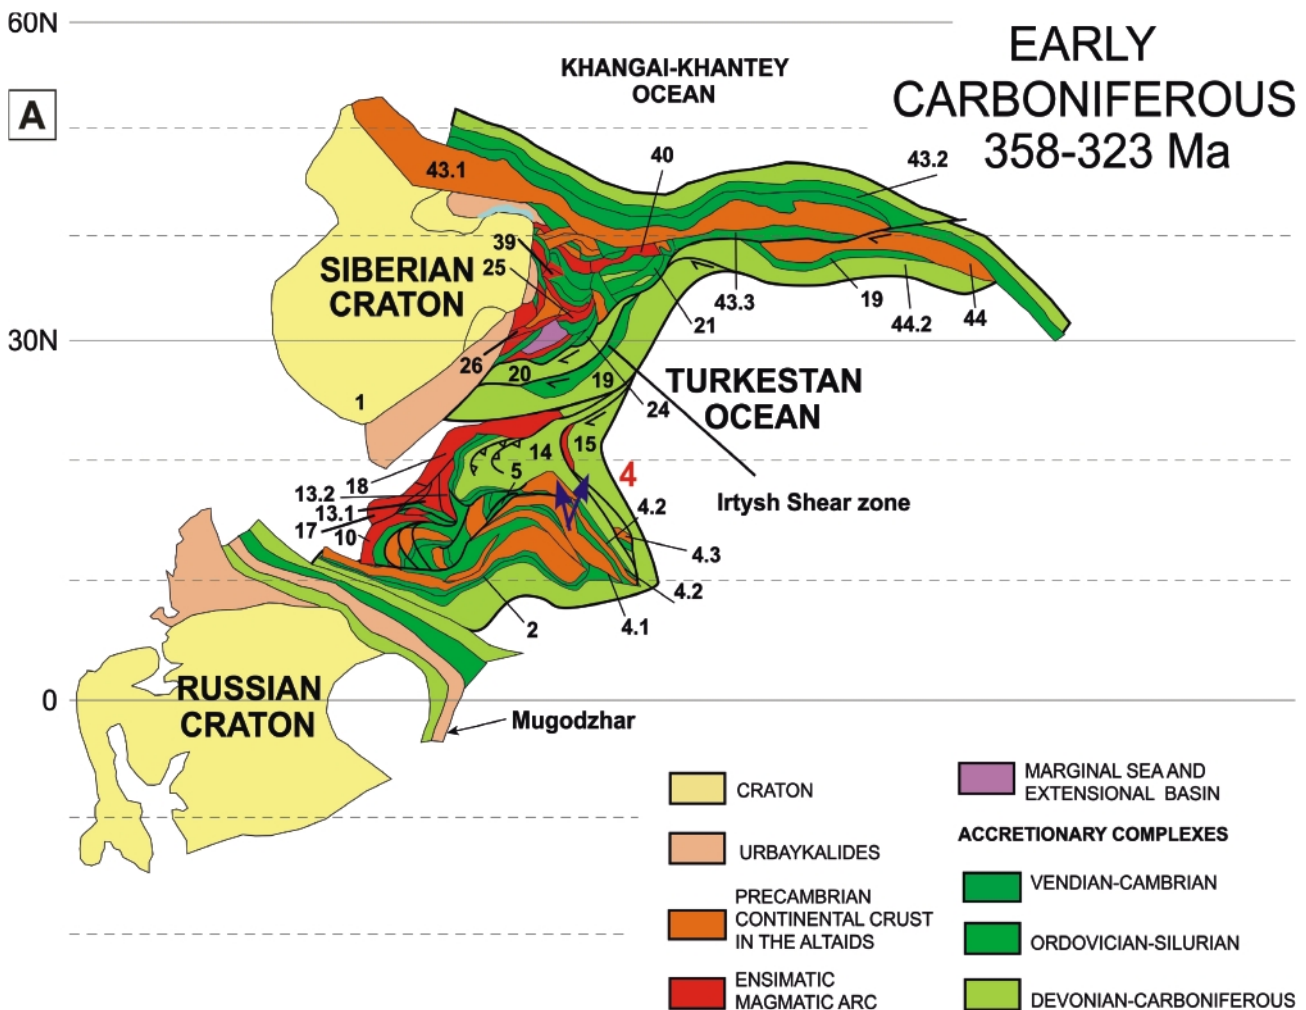 60N
EARLY
CARBONIFEROUS
358-323 Ma
A
KHANGAI-KHANTEY
OCEAN
40
43.2
43.1
39
SIBERIAN
CRATON
25
43.3
19
44.2
44
21
30N
26
20
19
TURKESTAN
OCEAN
24
1
14
15
5
4
18
13.2
13.1
17
10
Irtysh Shear zone
4.2
4.3
4.2
2
4.1
0
RUSSIAN
CRATON
Mugodzhar
CRATON
URBAYKALIDES
PRECAMBRIAN
CONTINENTAL CRUST
IN THE ALTAIDS
ENSIMATIC
MAGMATIC ARC
MARGINAL SEA AND
EXTENSIONAL BASIN
ACCRETIONARY COMPLEXES
VENDIAN-CAMBRIAN
ORDOVICIAN-SILURIAN
DEVONIAN-CARBONIFEROUS